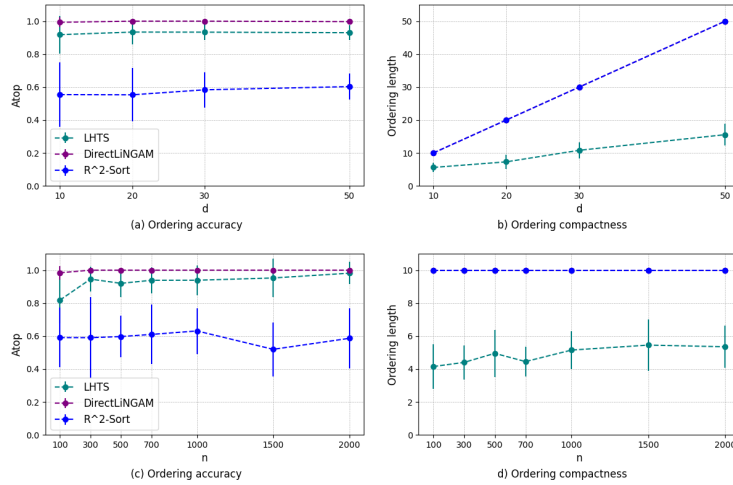 1.0
0.8
0.6
0.4
0.2
0.0
Atop
LHTS
DirectLiNGAM
R^2-Sort
10 20 30 50
d
(a) Ordering accuracy
50
40
30
20
10
0
Ordering length
10 20 30 50
d
b) Ordering compactness
1.0
0.8
0.6
0.4
0.2
0.0
Atop
LHTS
DirectLiNGAM
R^2-Sort
100 300 500 700 1000 1500 2000
n
(c) Ordering accuracy
10
8
6
4
2
0
Ordering length
100 300 500 700 1000 1500 2000
n
d) Ordering compactness